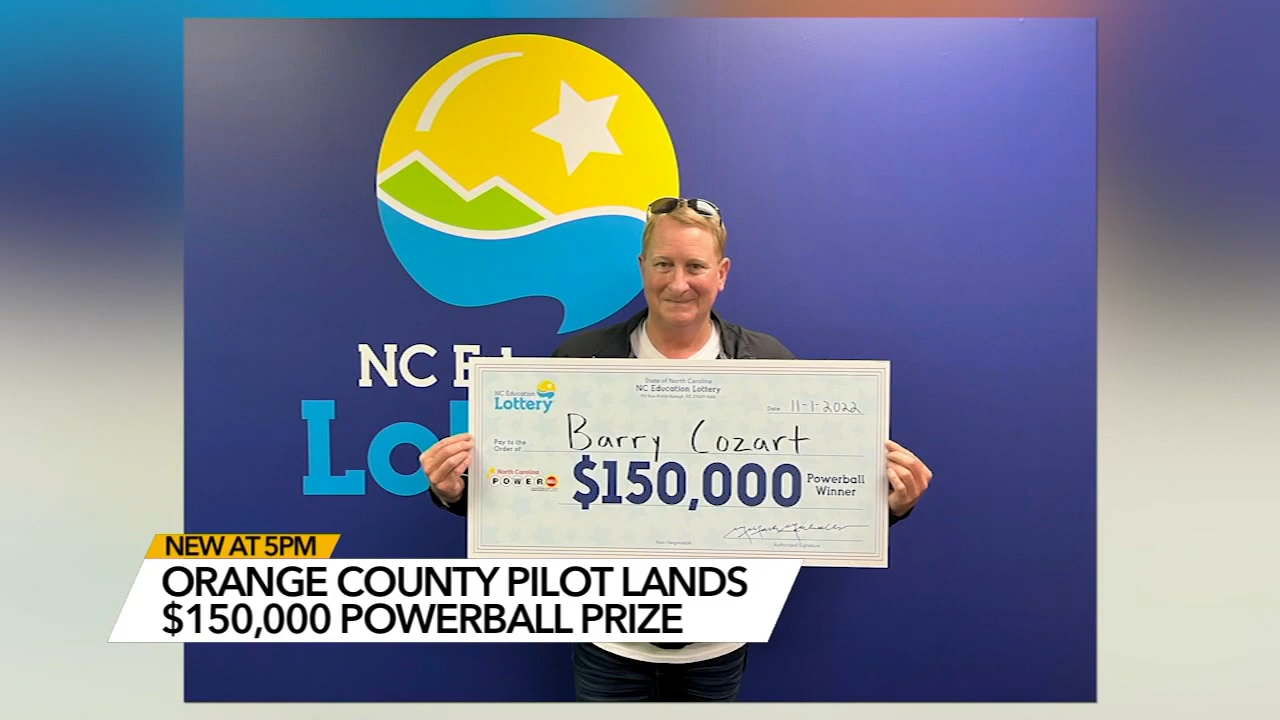 NC Ed
Lo
NC Education
Lottery
State of North Carolina
NC Education Lottery
Date 11-1-2022
Pay to the
Order of
Barry Cozart
North Carolina
POWER
$150,000
Powerball
Winner
Non-Negotiable
Authorized Signature
NEW AT 5PM
ORANGE COUNTY PILOT LANDS
$150,000 POWERBALL PRIZE